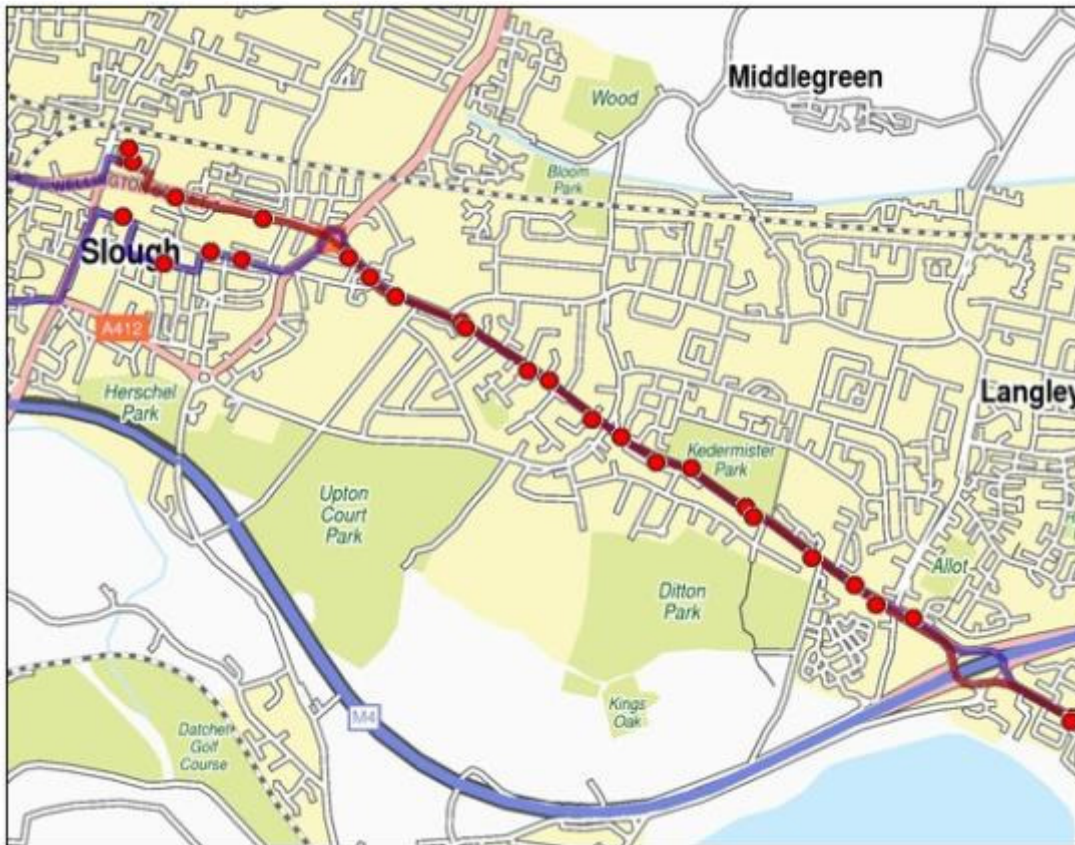 Middlegreen
Wood
Bloom
Park
WELLINGTON
Slough
A412
Langley
Herschel
Park
Kedermister
Park
Upton
Court
Park
Allot
Ditton
Park
Kings
Oak
M4
Datchet
Golf
Course